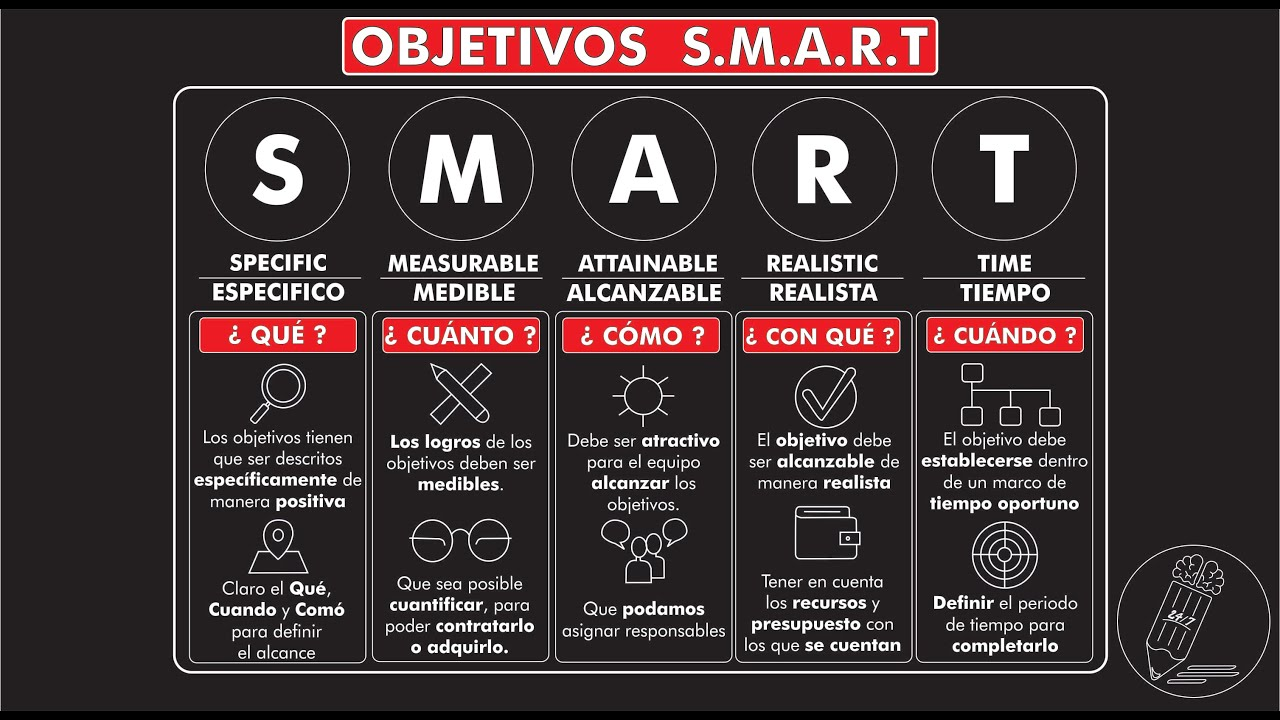 OBJETIVOS S.M.A.R.T
S
M
A
R
T
SPECIFIC
ESPECIFICO
MEASURABLE
MEDIBLE
ATTAINABLE
ALCANZABLE
REALISTIC
REALISTA
TIME
TIEMPO
¿ QUÉ ?
Los objetivos tienen
que ser descritos
específicamente de
manera positiva
Claro el Qué,
Cuando y Comó
para definir
el alcance
¿ CUÁNTO ?
Los logros de los
objetivos deben ser
medibles.
Que sea posible
cuantificar, para
poder contratarlo
o adquirlo.
¿ CÓMO ?
Debe ser atractivo
para el equipo
alcanzar los
objetivos.
Que podamos
asignar responsables
¿ CON QUÉ ?
El objetivo debe
ser alcanzable de
manera realista
Tener en cuenta
los recursos y
presupuesto con
los que se cuentan
¿ CUÁNDO ?
El objetivo debe
establecerse dentro
de un marco de
tiempo oportuno
Definir el periodo
de tiempo para
completarlo
24/7